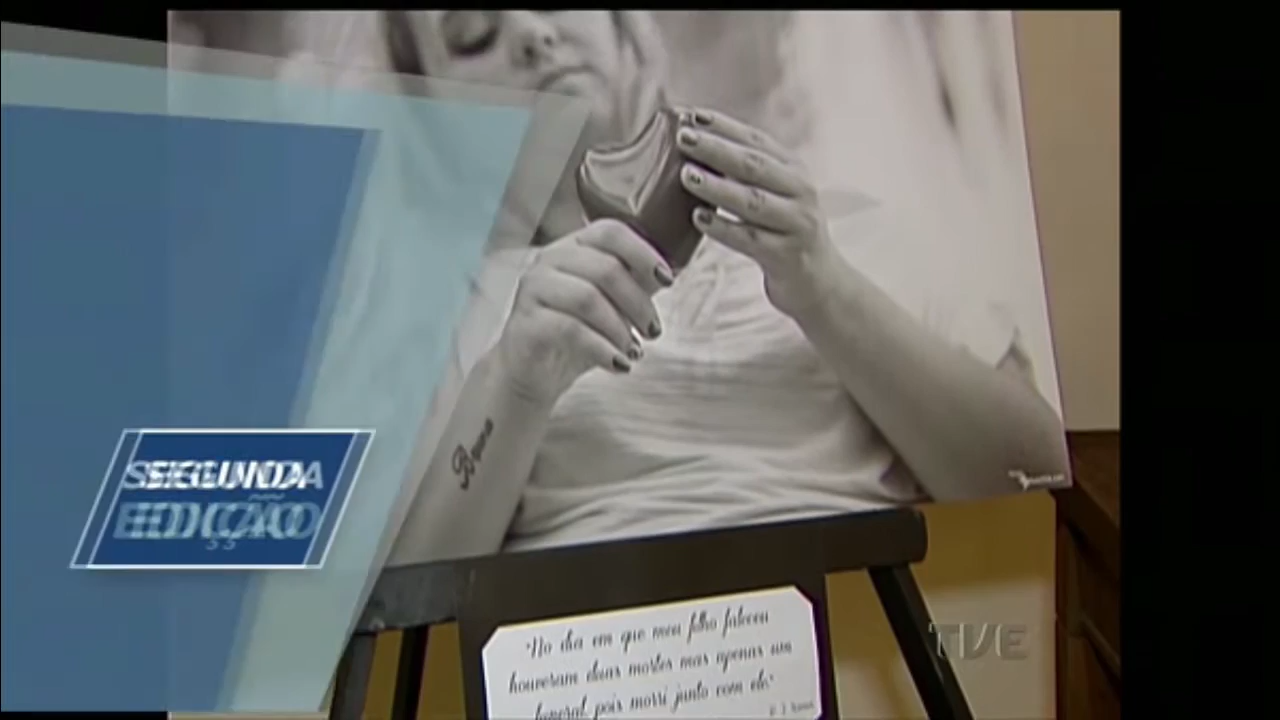 SEGUNDA
EDIÇÃO
Bruno
"No dia em que meu filho faleceu
houveram duas mortes mas apenas um
funeral, pois morri junto com ele"
TVE